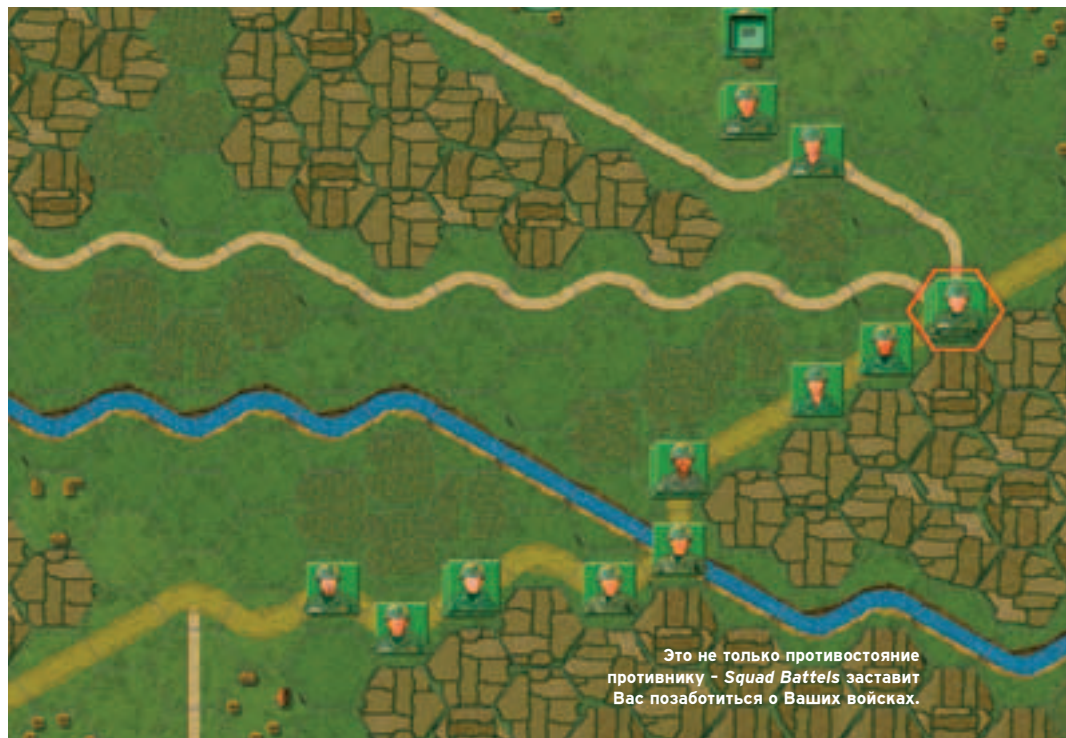 Это не только противостояние
противнику - Squad Battels заставит
Вас позаботиться о Ваших войсках.